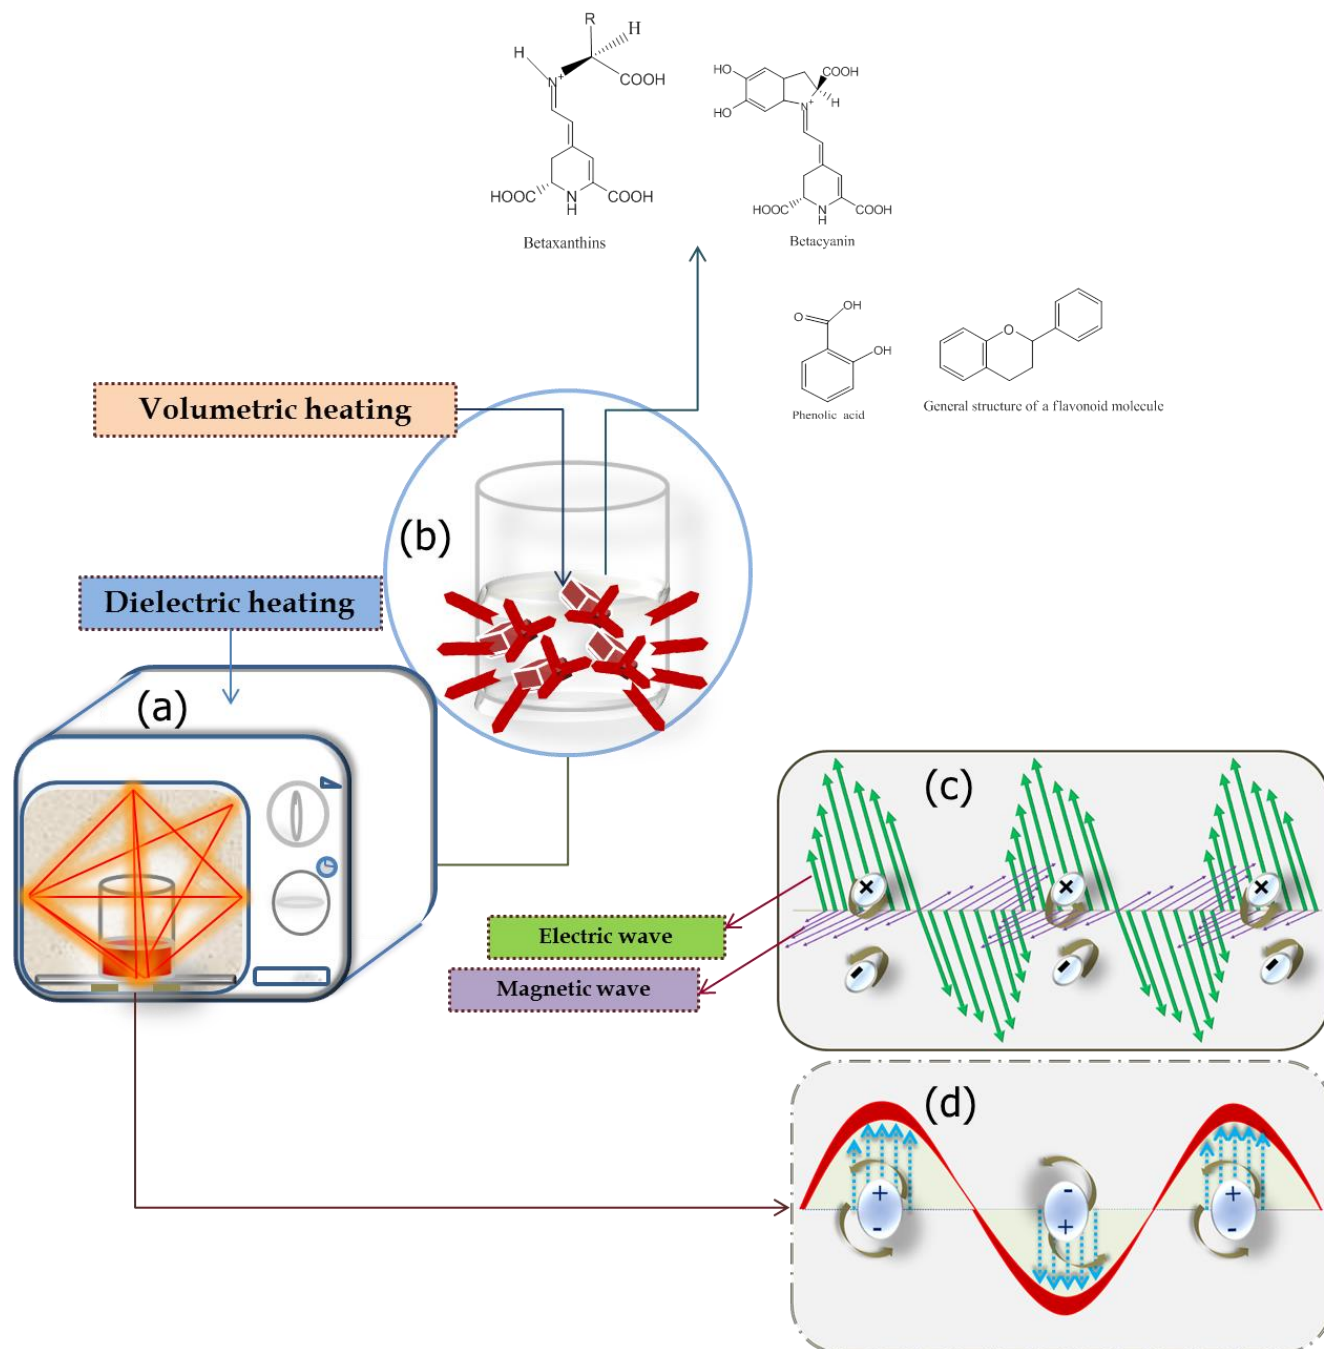 R
H
H
N+
COOH
HOOC
N
H
COOH
Betaxanthins
HO
HO
COOH
H
N+
HOOC
N
H
COOH
Betacyanin
O
OH
OH
Phenolic acid
O
General structure of a flavonoid molecule
Volumetric heating
(b)
Dielectric heating
(a)
(c)
+
+
+
Electric wave
-
-
-
Magnetic wave
(d)
+
-
-
+
+
-